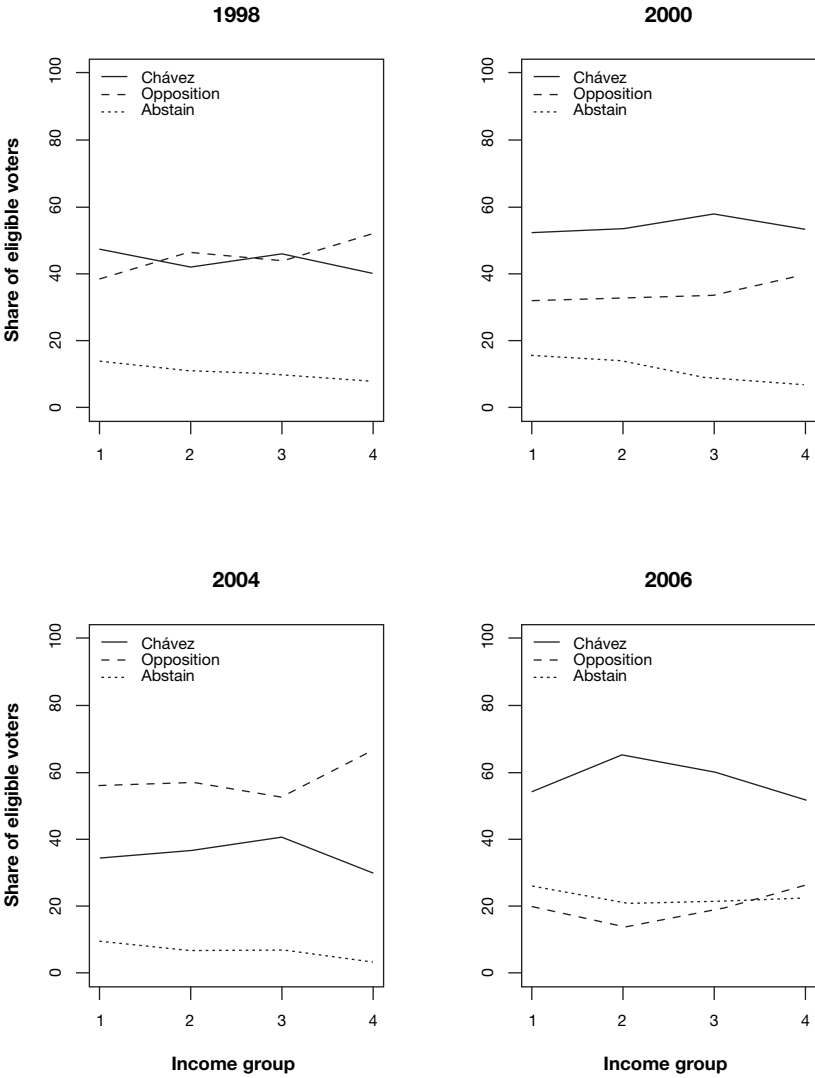 1998
Share of eligible voters
100
80
60
40
20
0
Chávez
Opposition
Abstain
1 2 3 4
2000
100
80
60
40
20
0
Chávez
Opposition
Abstain
1 2 3 4
2004
Share of eligible voters
100
80
60
40
20
0
Chávez
Opposition
Abstain
1 2 3 4
Income group
2006
100
80
60
40
20
0
Chávez
Opposition
Abstain
1 2 3 4
Income group